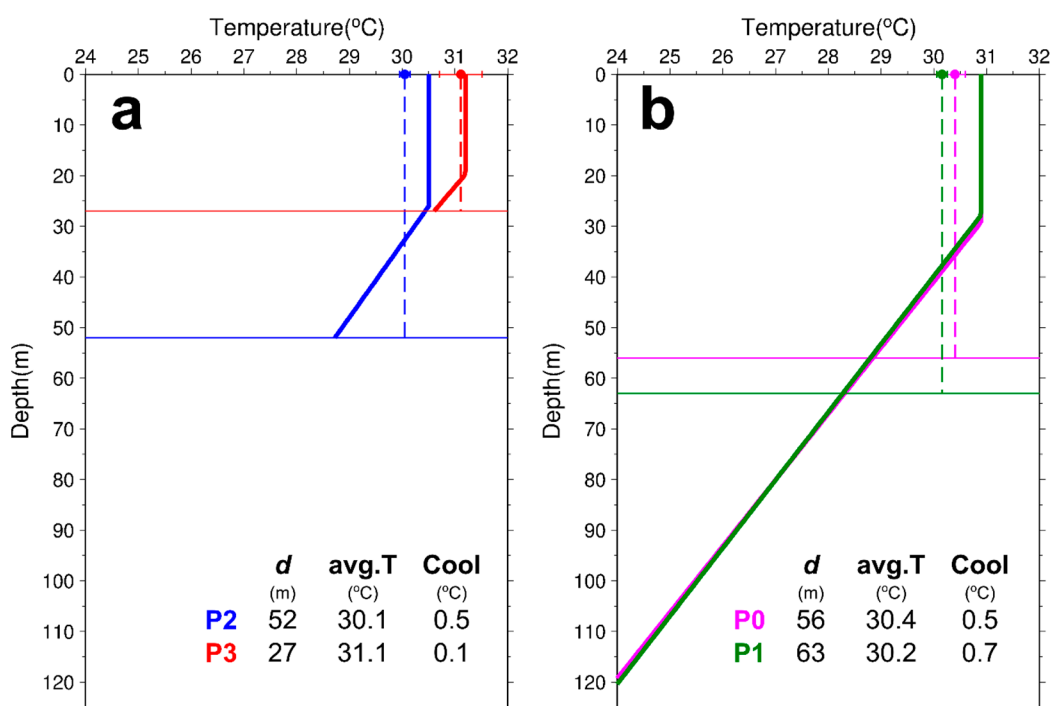 Temperature(ºC)
24 25 26 27 28 29 30 31 32
0
10
20
30
40
50
60
70
80
90
100
110
120
Depth(m)
a
d avg.T Cool
(m) (ºC) (ºC)
P2 52 30.1 0.5
P3 27 31.1 0.1
Temperature(ºC)
24 25 26 27 28 29 30 31 32
0
10
20
30
40
50
60
70
80
90
100
110
120
Depth(m)
b
d avg.T Cool
(m) (ºC) (ºC)
P0 56 30.4 0.5
P1 63 30.2 0.7